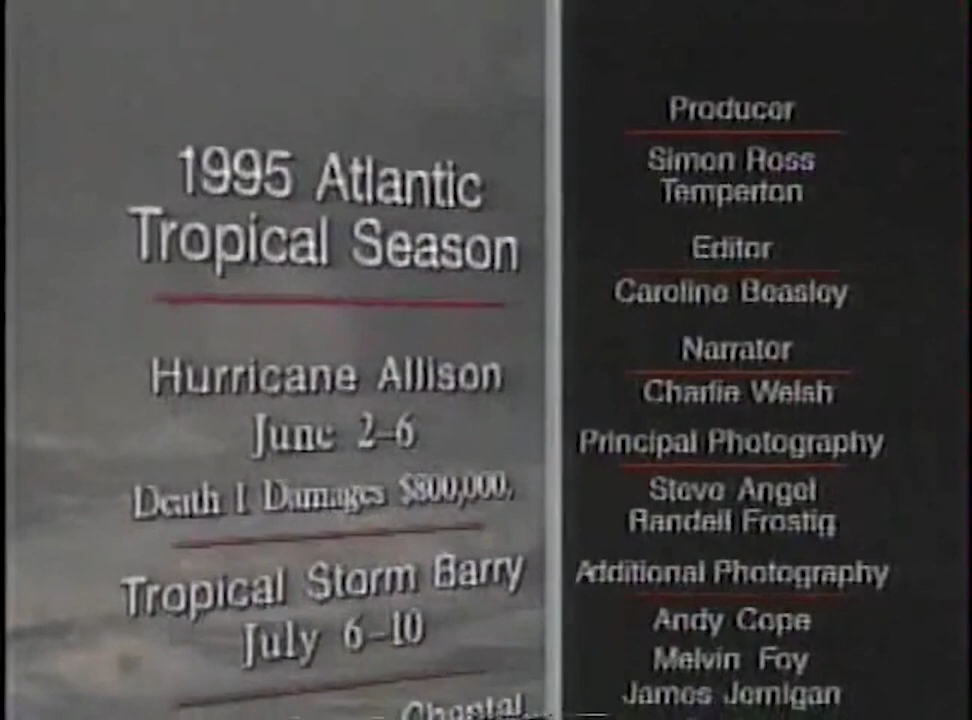 1995 Atlantic
Tropical Season
Hurricane Allison
June 2-6
Death 1 Damages $800,000.
Tropical Storm Barry
July 6-10
Chantal
Producer
Simon Ross
Temperton
Editor
Caroline Beasley
Narrator
Charlie Welsh
Principal Photography
Steve Angel
Randell Frostig
Additional Photography
Andy Cope
Melvin Foy
James Jernigan